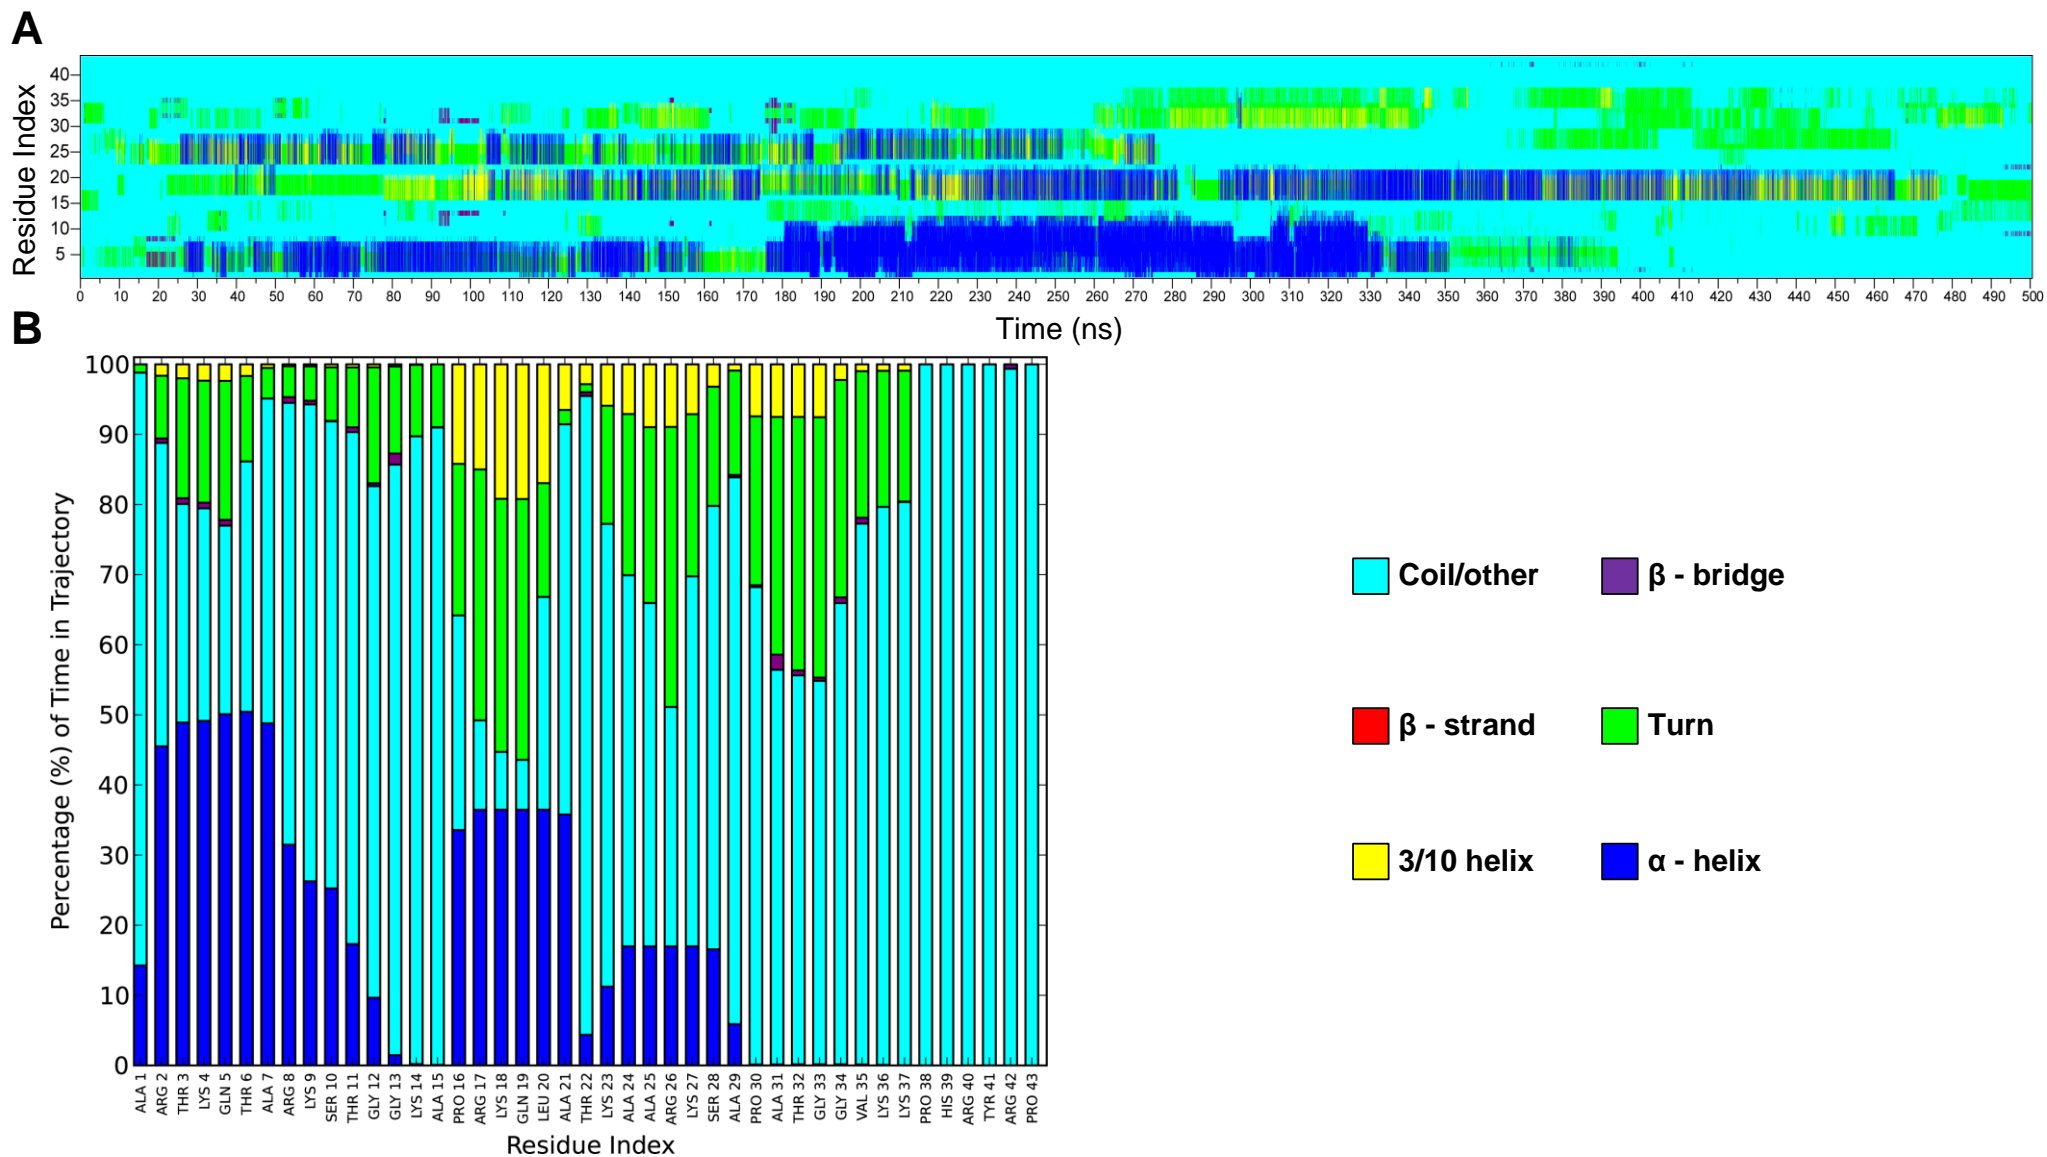 A
Residue Index
40
35
30
25
20
15
10
5
0 10 20 30 40 50 60 70 80 90 100 110 120 130 140 150 160 170 180 190 200 210 220 230 240 250 260 270 280 290 300 310 320 330 340 350 360 370 380 390 400 410 420 430 440 450 460 470 480 490 500
Time (ns)
B
Percentage (%) of Time in Trajectory
100
90
80
70
60
50
40
30
20
10
0
ALA 1
ARG 2
THR 3
LYS 4
GLN 5
THR 6
ALA 7
ARG 8
LYS 9
SER 10
THR 11
GLY 12
GLY 13
LYS 14
ALA 15
PRO 16
ARG 17
LYS 18
GLN 19
LEU 20
ALA 21
THR 22
LYS 23
ALA 24
ALA 25
ARG 26
LYS 27
SER 28
ALA 29
PRO 30
ALA 31
THR 32
GLY 33
GLY 34
VAL 35
LYS 36
LYS 37
PRO 38
HIS 39
ARG 40
TYR 41
ARG 42
PRO 43
Residue Index
Coil/other
β - bridge
β - strand
Turn
3/10 helix
α - helix